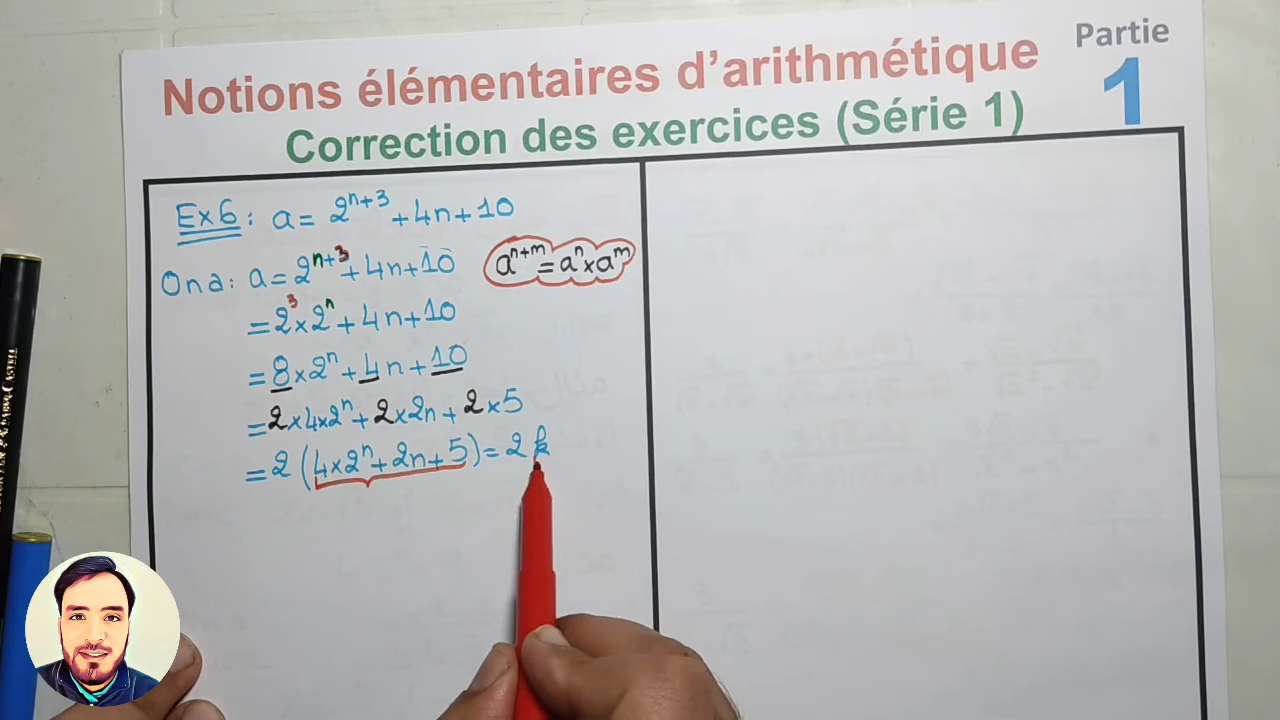 Partie
1
Notions élémentaires d'arithmétique
Correction des exercices (Série 1)
Ex6 : a = 2^{n+3} + 4n + 10
On a : a = 2^{n+3} + 4n + 10
a^{n+m} = a^n × a^m
= 2^3 × 2^n + 4n + 10
= 8 × 2^n + 4n + 10
= 2 × 4 × 2^n + 2 × 2n + 2 × 5
= 2 (4 × 2^n + 2n + 5) = 2k